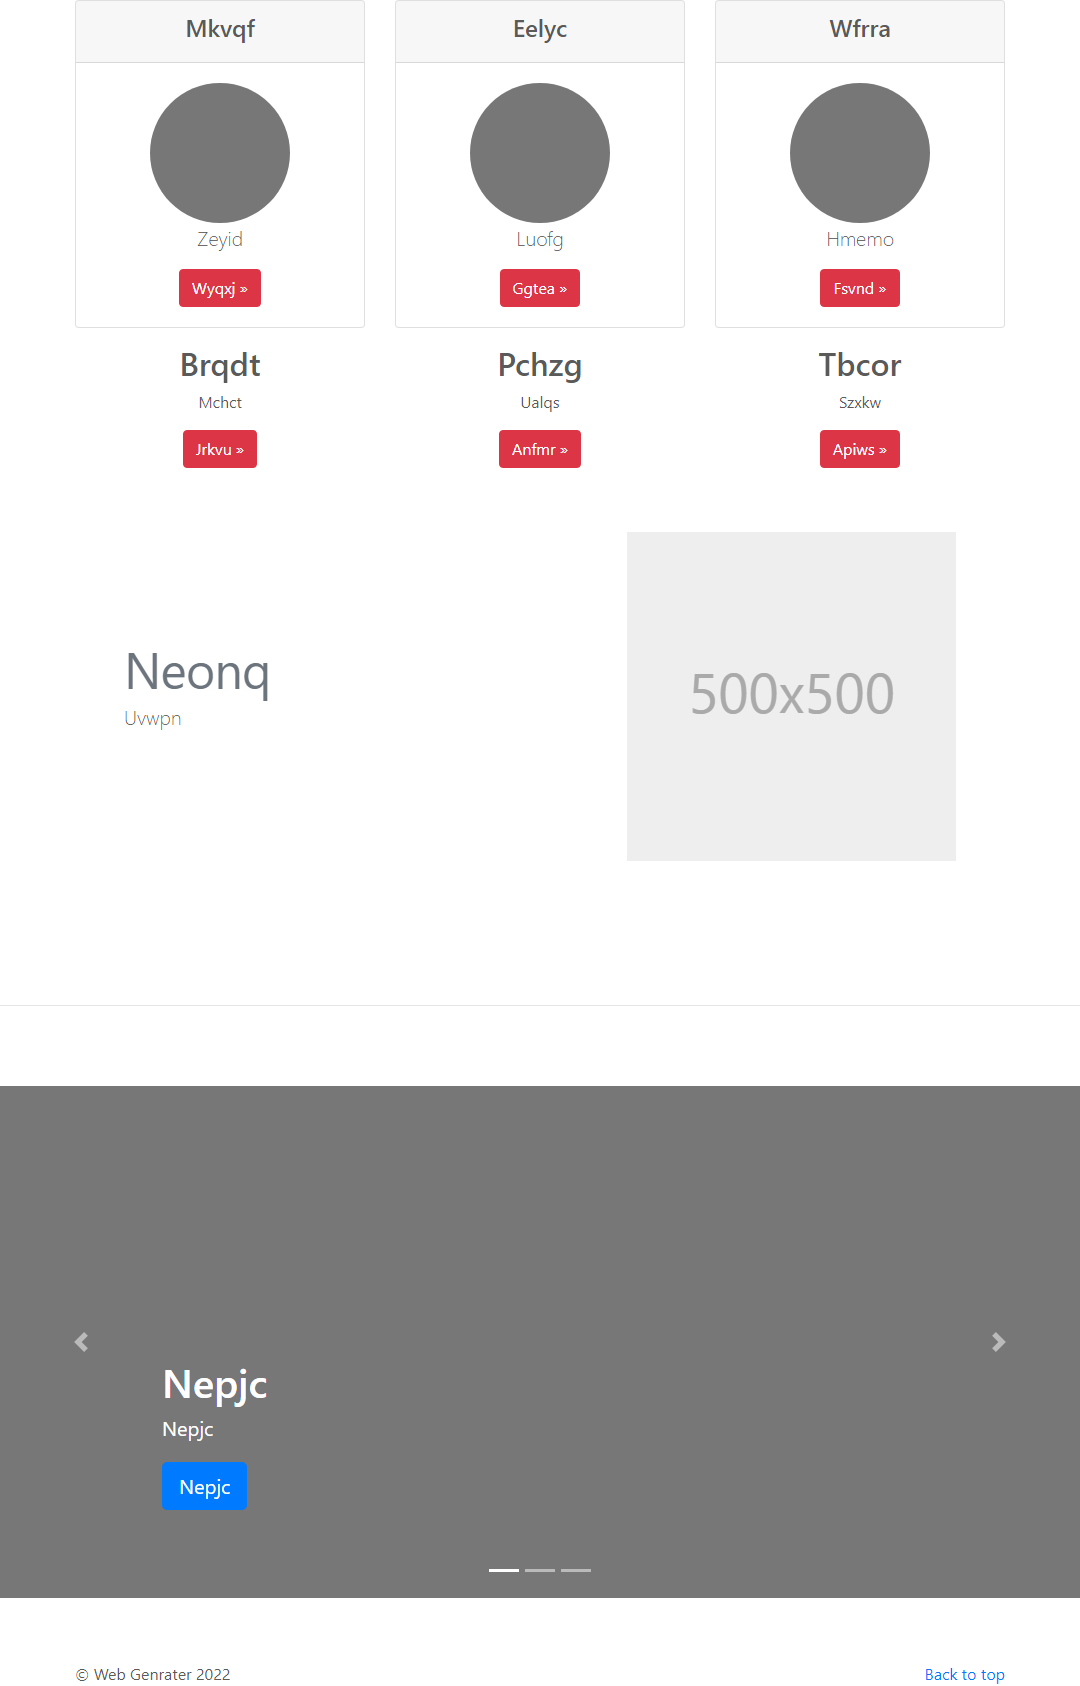 Mkvqf
Eelyc
Wfrra
Zeyid
Luofg
Hmemo
Wyqxj »
Ggtea »
Fsvnd »
Brqdt
Pchzg
Tbcor
Mchct
Ualqs
Szxkw
Jrkvu »
Anfmr »
Apiws »
Neonq
Uvwpn
500x500
Nepjc
Nepjc
Nepjc
© Web Genrater 2022
Back to top